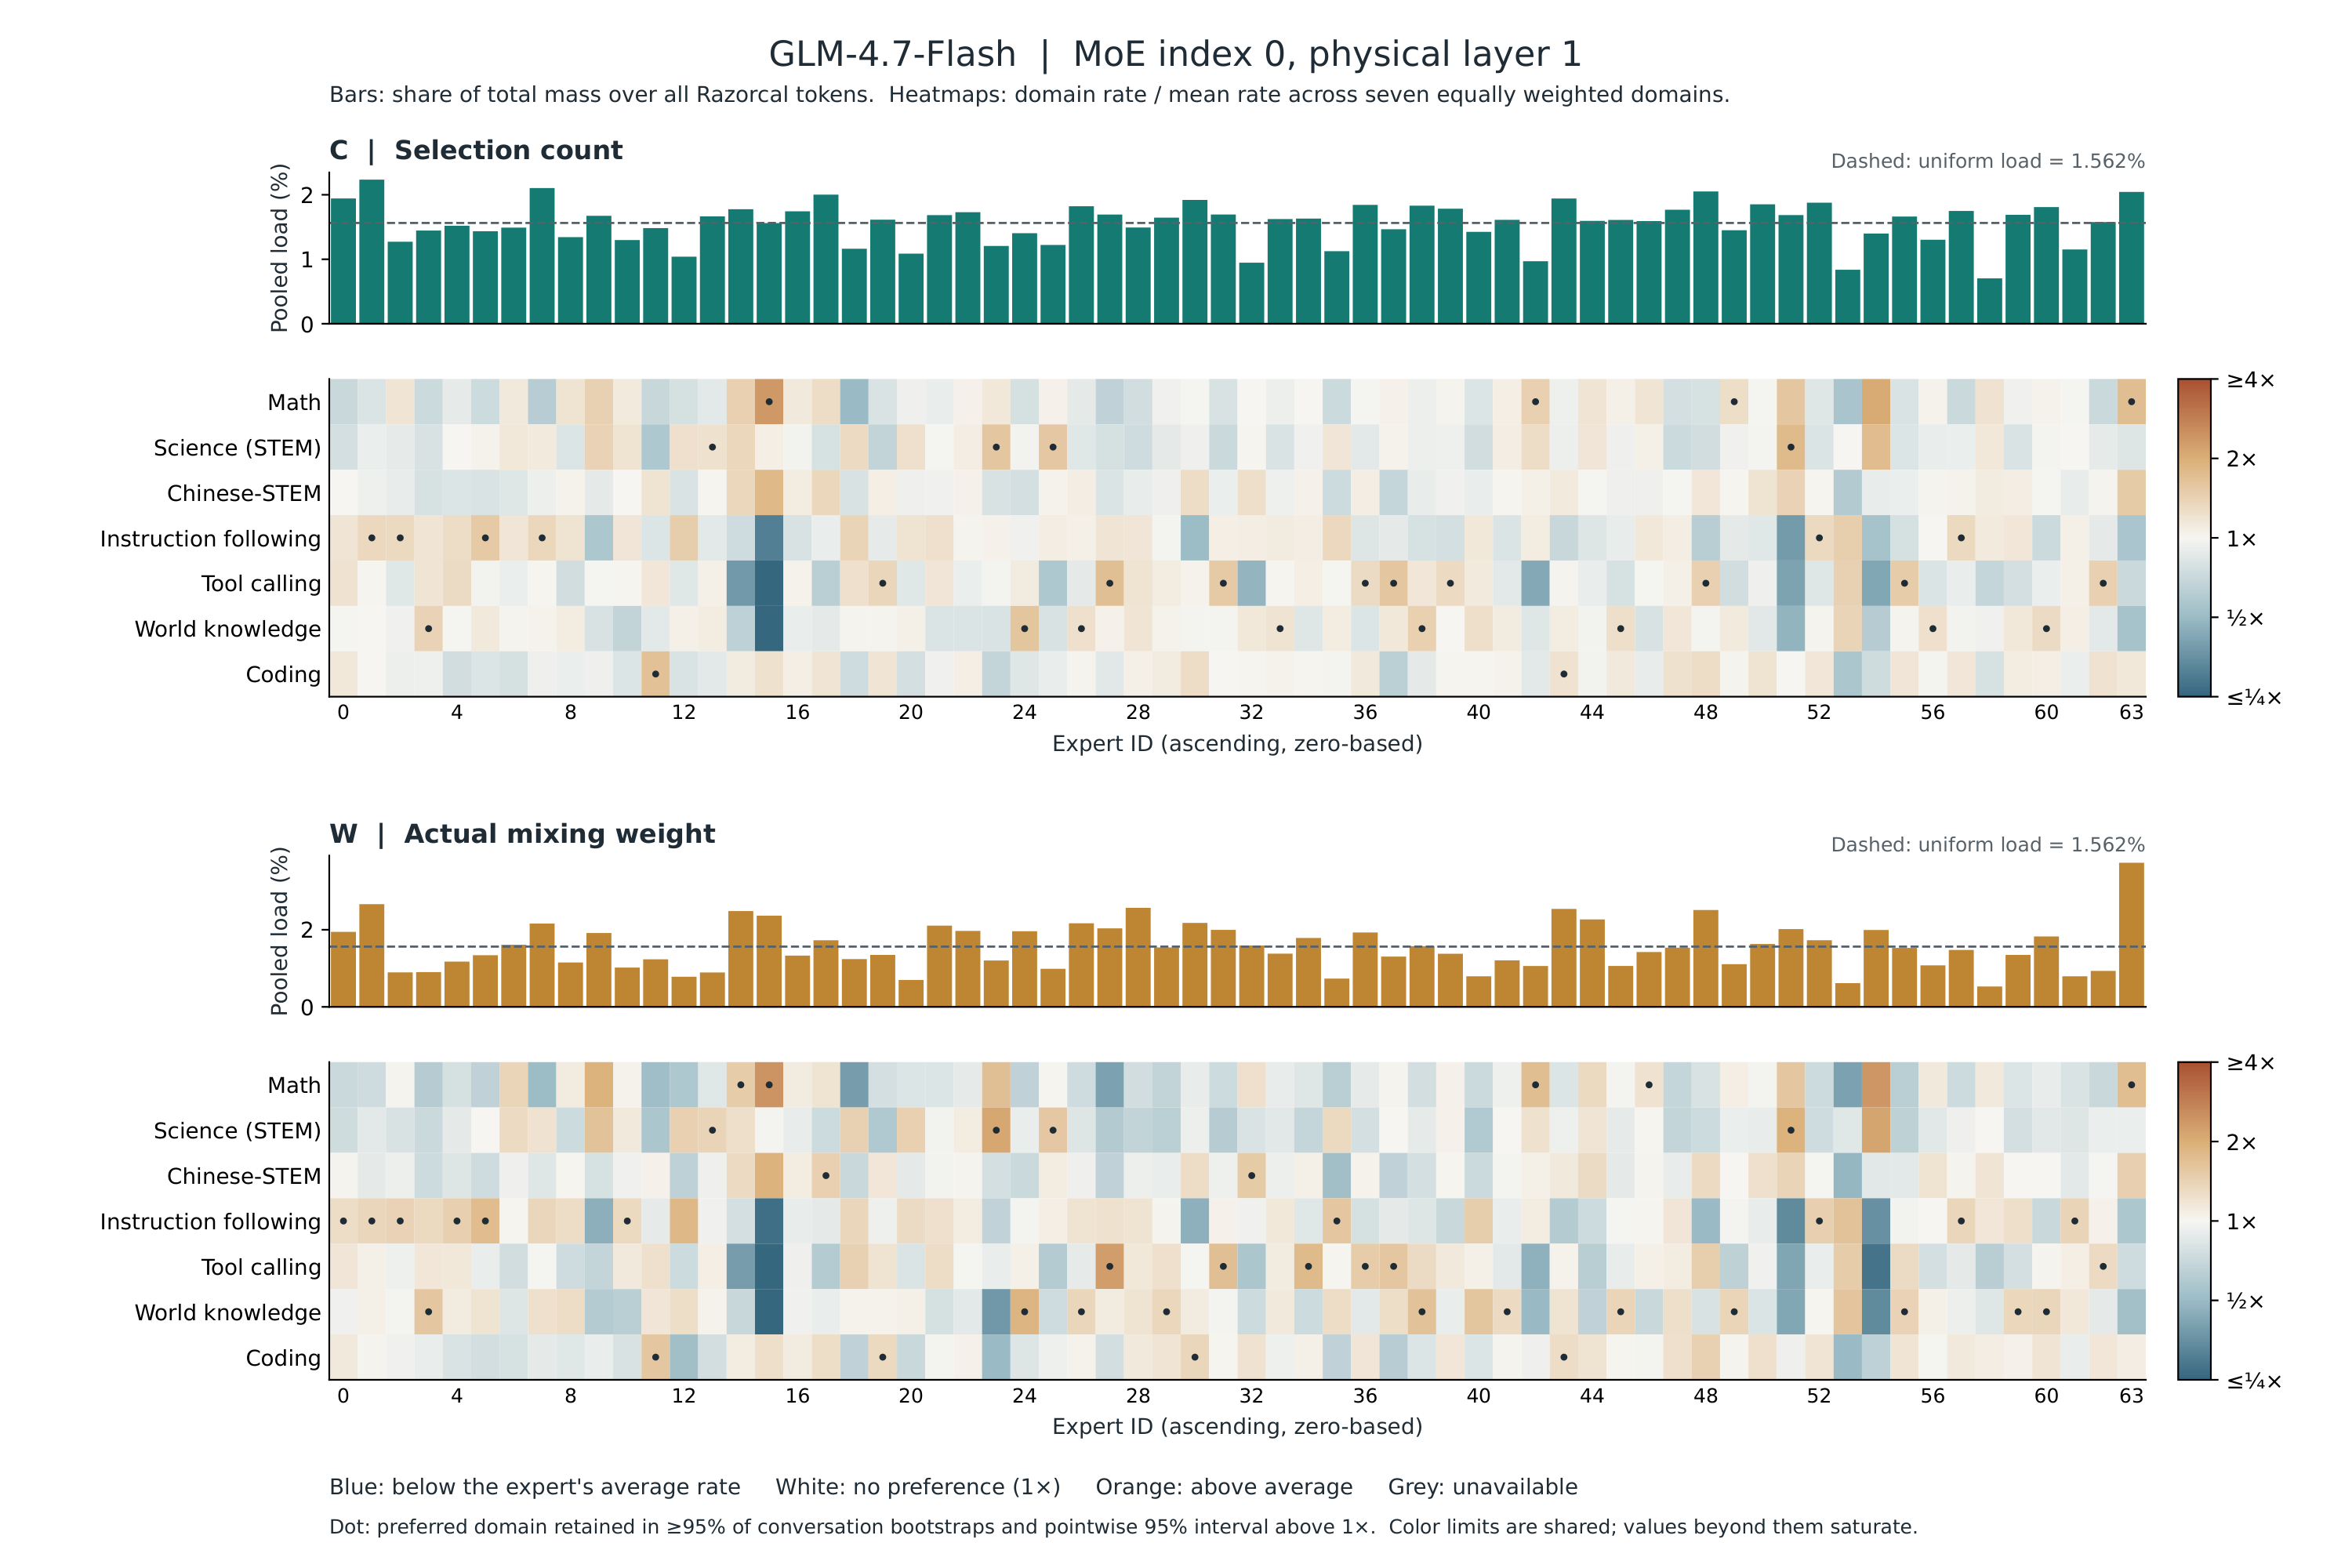 GLM-4.7-Flash | MoE index 0, physical layer 1
Bars: share of total mass over all Razorcal tokens. Heatmaps: domain rate / mean rate across seven equally weighted domains.
C | Selection count
Dashed: uniform load = 1.562%
Pooled load (%)
2
1
0
Math
Science (STEM)
Chinese-STEM
Instruction following
Tool calling
World knowledge
Coding
≥4×
2×
1×
½×
≤¼×
0 4 8 12 16 20 24 28 32 36 40 44 48 52 56 60 63
Expert ID (ascending, zero-based)
W | Actual mixing weight
Dashed: uniform load = 1.562%
Pooled load (%)
2
0
Math
Science (STEM)
Chinese-STEM
Instruction following
Tool calling
World knowledge
Coding
≥4×
2×
1×
½×
≤¼×
0 4 8 12 16 20 24 28 32 36 40 44 48 52 56 60 63
Expert ID (ascending, zero-based)
Blue: below the expert's average rate White: no preference (1×) Orange: above average Grey: unavailable
Dot: preferred domain retained in ≥95% of conversation bootstraps and pointwise 95% interval above 1×. Color limits are shared; values beyond them saturate.